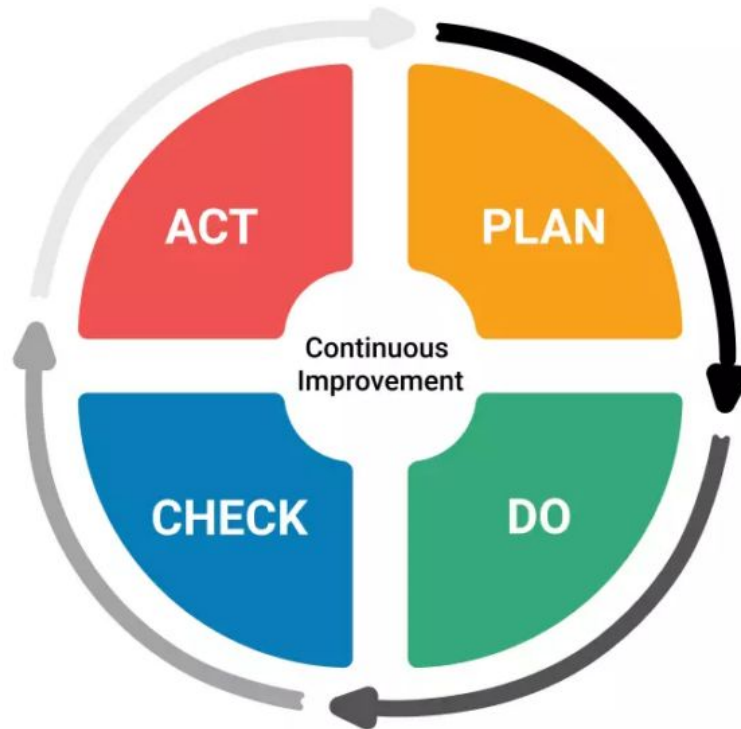 ACT
PLAN
Continuous
Improvement
CHECK
DO